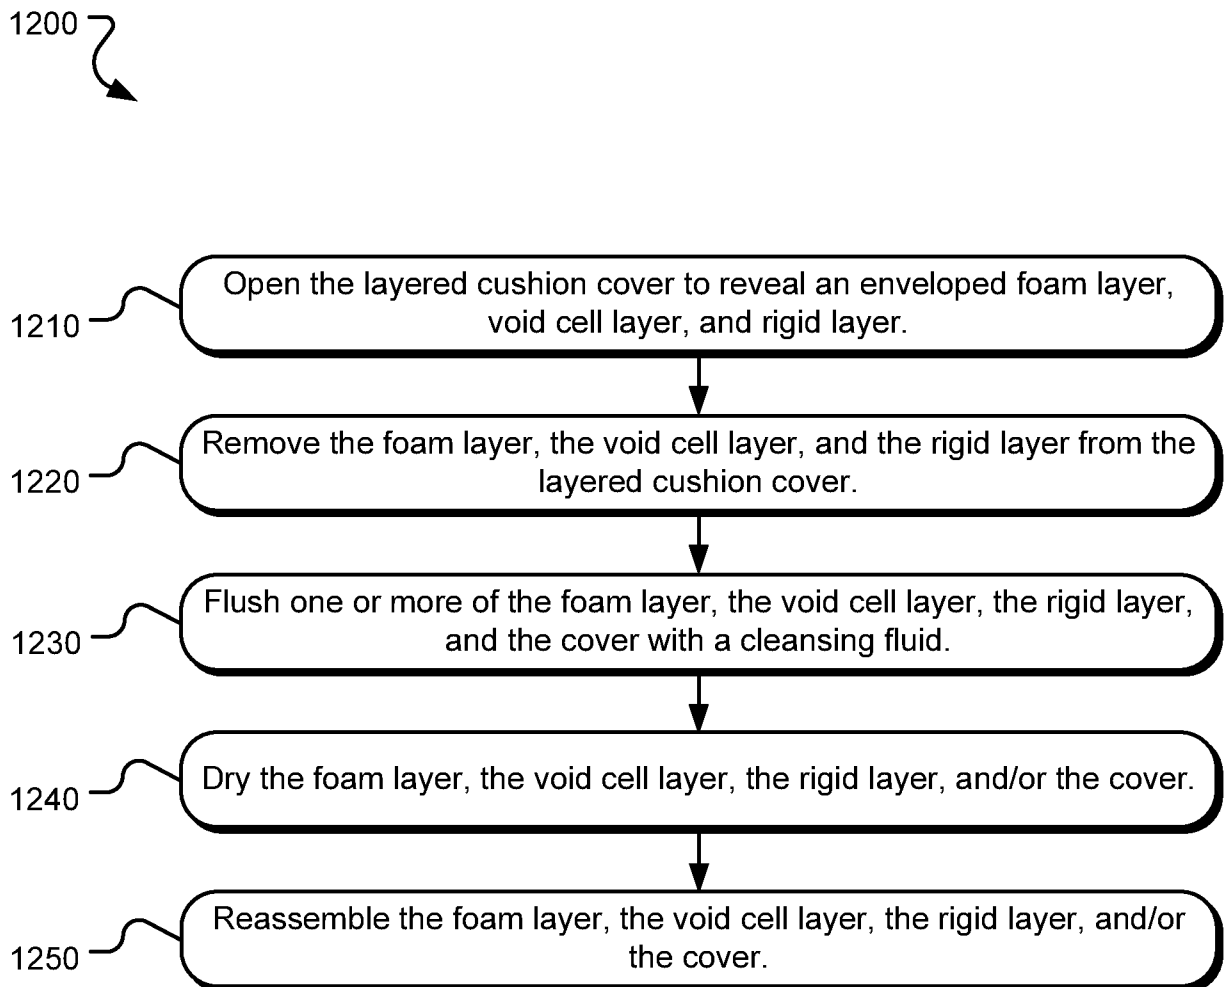 1200
Open the layered cushion cover to reveal an enveloped foam layer,
void cell layer, and rigid layer.
1210
Remove the foam layer, the void cell layer, and the rigid layer from the
layered cushion cover.
1220
Flush one or more of the foam layer, the void cell layer, the rigid layer,
and the cover with a cleansing fluid.
1230
Dry the foam layer, the void cell layer, the rigid layer, and/or the cover.
1240
Reassemble the foam layer, the void cell layer, the rigid layer, and/or
the cover.
1250